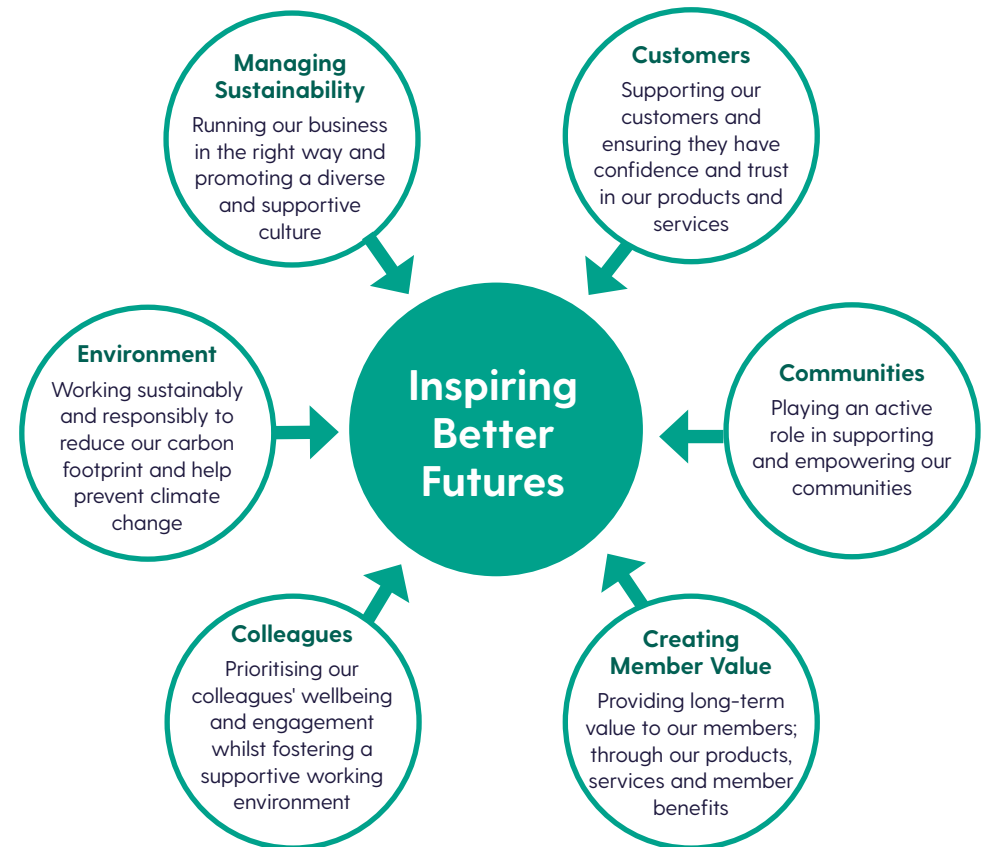 Managing
Sustainability
Running our business
in the right way and
promoting a diverse
and supportive
culture
Customers
Supporting our
customers and
ensuring they have
confidence and trust
in our products and
services
Environment
Working sustainably
and responsibly to
reduce our carbon
footprint and help
prevent climate
change
Inspiring
Better
Futures
Communities
Playing an active
role in supporting
and empowering our
communities
Colleagues
Prioritising our
colleagues' wellbeing
and engagement
whilst fostering a
supportive working
environment
Creating
Member Value
Providing long-term
value to our members;
through our products,
services and member
benefits